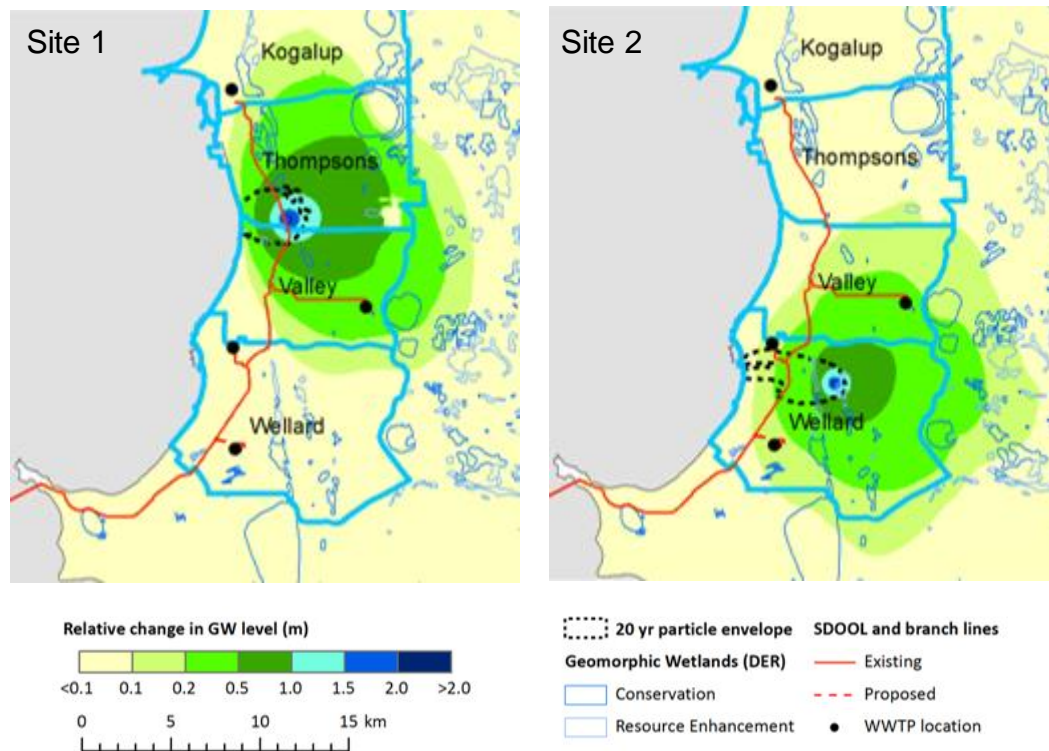 Site 1
Kogalup
Thompsons
Valley
Wellard
Site 2
Kogalup
Thompsons
Valley
Wellard
Relative change in GW level (m)
<0.1 0.1 0.2 0.5 1.0 1.5 2.0 >2.0
0 5 10 15 km
20 yr particle envelope
Geomorphic Wetlands (DER)
Conservation
Resource Enhancement
SDOOL and branch lines
Existing
Proposed
WWTP location